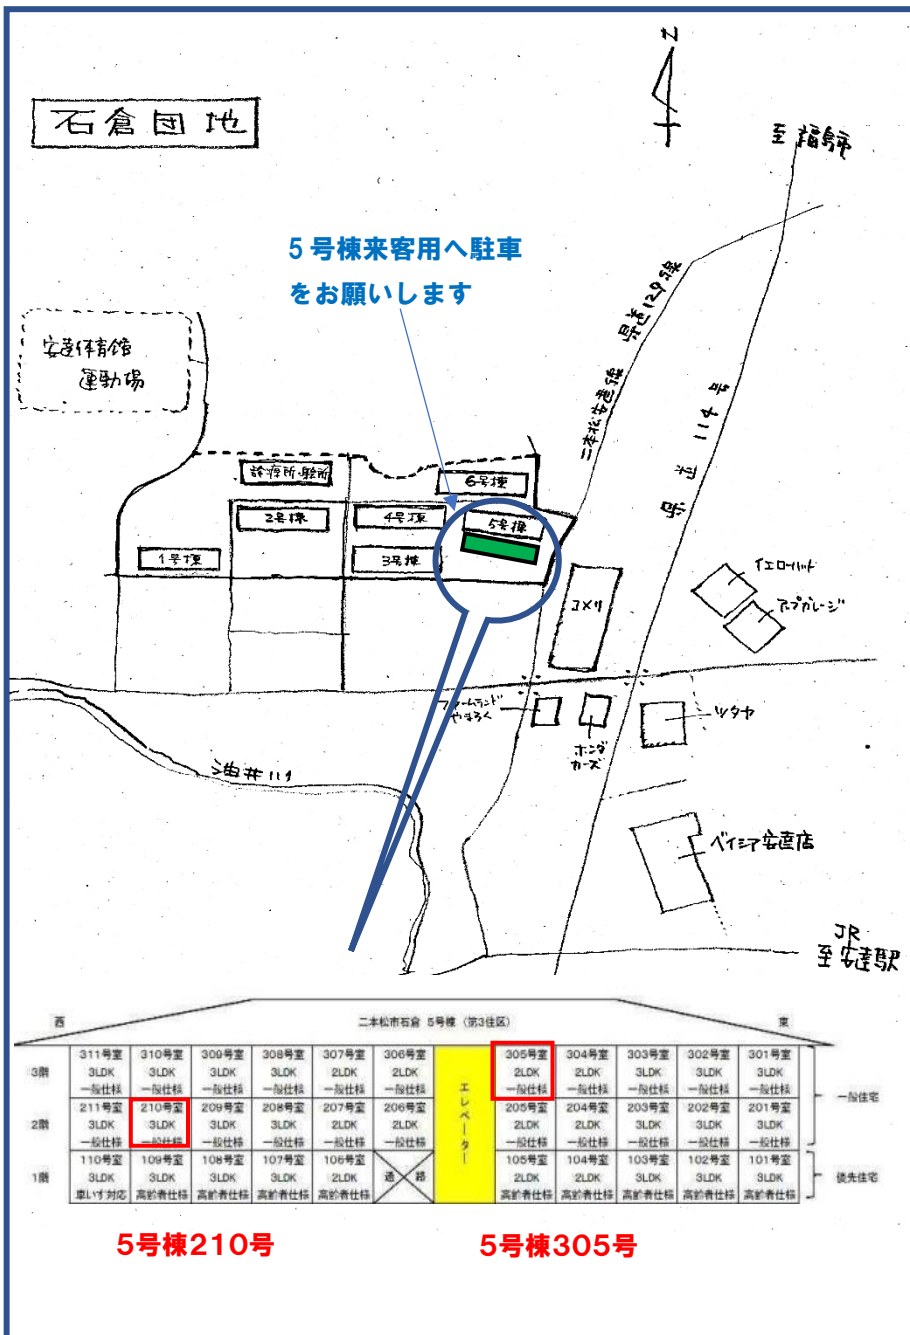 Z
石倉団地
至 福島市
5号棟来客用へ駐車
をお願いします
二本松安達線 県道129号
国道 114号
安達体育館
運動場
6号棟
2号棟
4号棟
5号棟
1号棟
3号棟
コメリ
イエローハット
アップガレージ
ファームランド
やまろく
ホンダ
カーズ
ツタヤ
油井川
ベイシア安達店
JR
至 安達駅
西
二本松市石倉 5号棟 (第3住区)
東
3階
311号室 310号室 309号室 308号室 307号室 306号室 305号室 304号室 303号室 302号室 301号室
3LDK 3LDK 3LDK 3LDK 2LDK 2LDK 2LDK 2LDK 3LDK 3LDK 3LDK
一般仕様 一般仕様 一般仕様 一般仕様 一般仕様 一般仕様 一般仕様 一般仕様 一般仕様 一般仕様 一般仕様
エレベーター
一般住宅
2階
211号室 210号室 209号室 208号室 207号室 206号室 205号室 204号室 203号室 202号室 201号室
3LDK 3LDK 3LDK 3LDK 2LDK 2LDK 2LDK 2LDK 3LDK 3LDK 3LDK
一般仕様 一般仕様 一般仕様 一般仕様 一般仕様 一般仕様 一般仕様 一般仕様 一般仕様 一般仕様 一般仕様
1階
110号室 109号室 108号室 107号室 106号室 通路 105号室 104号室 103号室 102号室 101号室
3LDK 3LDK 3LDK 3LDK 2LDK 2LDK 2LDK 3LDK 3LDK 3LDK
車いす対応 高齢者仕様 高齢者仕様 高齢者仕様 高齢者仕様 高齢者仕様 高齢者仕様 高齢者仕様 高齢者仕様 高齢者仕様
優先住宅
5号棟210号
5号棟305号